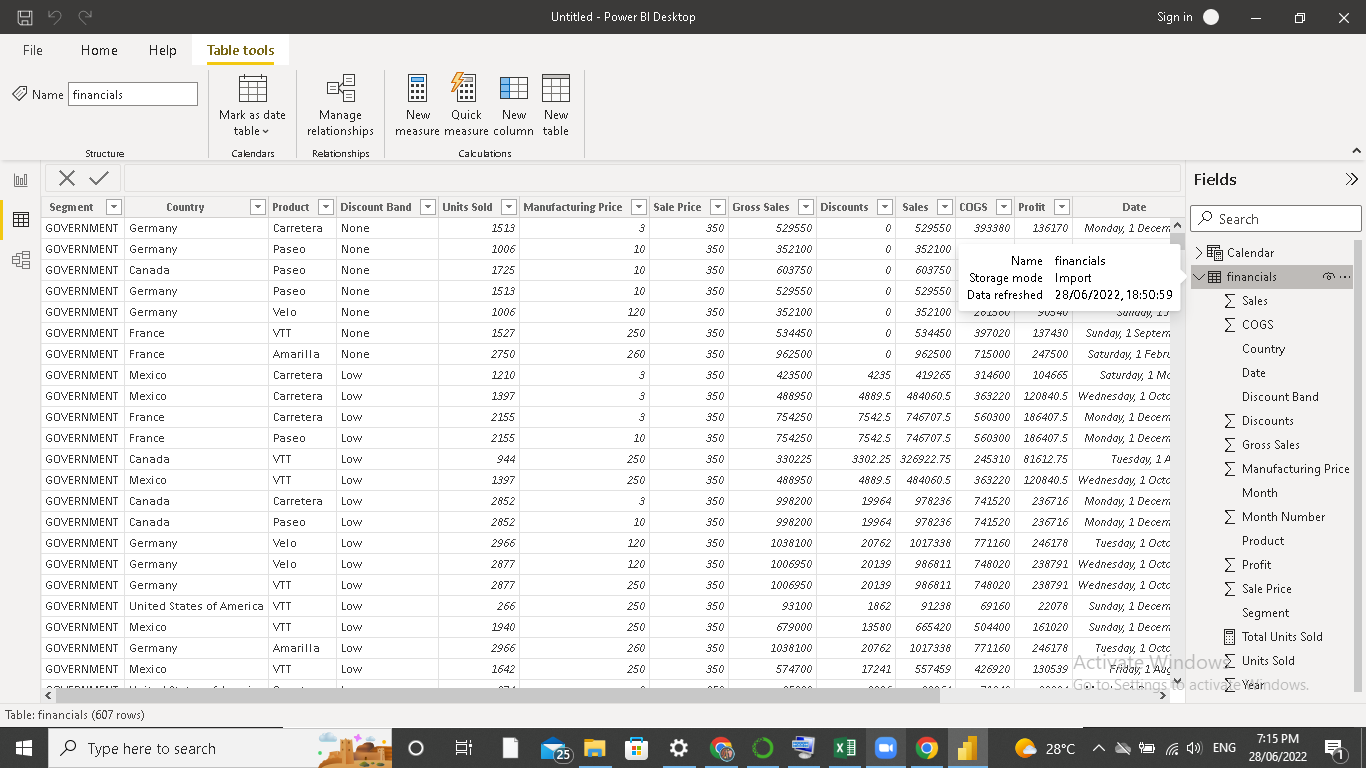 Untitled - Power BI Desktop
Sign in
File Home Help Table tools
Name financials
Mark as date table
Manage relationships
New measure
Quick measure
New column
New table
Structure Calendars Relationships Calculations
Segment Country Product Discount Band Units Sold Manufacturing Price Sale Price Gross Sales Discounts Sales COGS Profit Date
GOVERNMENT Germany Carretera None 1513 3 350 529550 0 529550 393380 136170 Monday, 1 Decem
GOVERNMENT Germany Paseo None 1006 10 350 352100 0 352100
GOVERNMENT Canada Paseo None 1725 10 350 603750 0 603750
GOVERNMENT Germany Paseo None 1513 10 350 529550 0 529550
GOVERNMENT Germany Velo None 1006 120 350 352100 0 352100
GOVERNMENT France VTT None 1527 250 350 534450 0 534450 397020 137430 Sunday, 1 Septem
GOVERNMENT France Amarilla None 2750 260 350 962500 0 962500 715000 247500 Saturday, 1 Febru
GOVERNMENT Mexico Carretera Low 1210 3 350 423500 4235 419265 314600 104665 Saturday, 1 Mc
GOVERNMENT Mexico Carretera Low 1397 3 350 488950 4889.5 484060.5 363220 120840.5 Wednesday, 1 Octo
GOVERNMENT France Carretera Low 2155 3 350 754250 7542.5 746707.5 560300 186407.5 Monday, 1 Decem
GOVERNMENT France Paseo Low 2155 10 350 754250 7542.5 746707.5 560300 186407.5 Monday, 1 Decem
GOVERNMENT Canada VTT Low 944 250 350 330225 3302.25 326922.75 245310 81612.75 Tuesday, 1 A
GOVERNMENT Mexico VTT Low 1397 250 350 488950 4889.5 484060.5 363220 120840.5 Wednesday, 1 Octo
GOVERNMENT Canada Carretera Low 2852 3 350 998200 19964 978236 741520 236716 Monday, 1 Decem
GOVERNMENT Canada Paseo Low 2852 10 350 998200 19964 978236 741520 236716 Monday, 1 Decem
GOVERNMENT Germany Velo Low 2966 120 350 1038100 20762 1017338 771160 246178 Tuesday, 1 Octo
GOVERNMENT Germany Velo Low 2877 120 350 1006950 20139 986811 748020 238791 Wednesday, 1 Octo
GOVERNMENT Germany VTT Low 2877 250 350 1006950 20139 986811 748020 238791 Wednesday, 1 Octo
GOVERNMENT United States of America VTT Low 266 250 350 93100 1862 91238 69160 22078 Sunday, 1 Decem
GOVERNMENT Mexico VTT Low 1940 250 350 679000 13580 665420 504400 161020 Sunday, 1 Decem
GOVERNMENT Germany Amarilla Low 2966 260 350 1038100 20762 1017338 771160 246178 Tuesday, 1 Octo
GOVERNMENT Mexico VTT Low 1642 250 350 574700 17241 557459 426920 130539 Friday, 1 Aug
Name financials
Storage mode Import
Data refreshed 28/06/2022, 18:50:59
Fields
Search
Calendar
financials
Sales
COGS
Country
Date
Discount Band
Discounts
Gross Sales
Manufacturing Price
Month
Month Number
Product
Profit
Sale Price
Segment
Total Units Sold
Units Sold
Year
Activate Windows
Go to Settings to activate Windows.
Table: financials (607 rows)
Type here to search
25
28°C
ENG
7:15 PM
28/06/2022
1